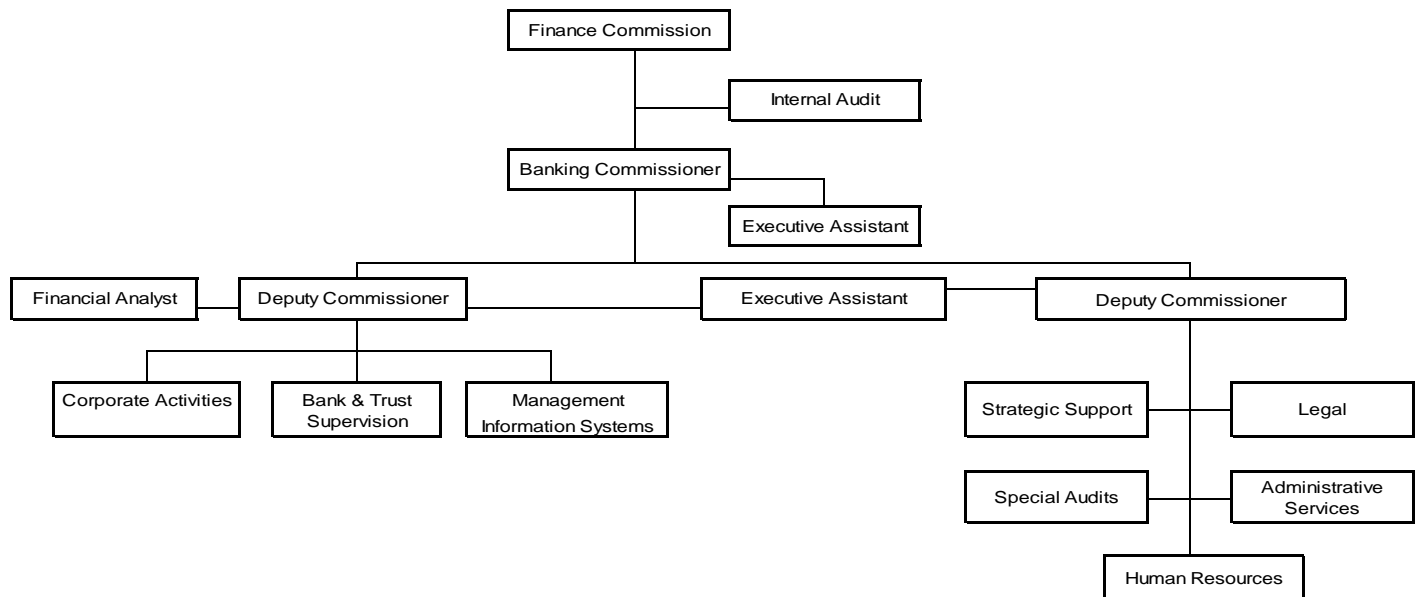 Finance Commission
Internal Audit
Banking Commissioner
Executive Assistant
Financial Analyst
Deputy Commissioner
Executive Assistant
Deputy Commissioner
Corporate Activities
Bank & Trust
Supervision
Management
Information Systems
Strategic Support
Legal
Special Audits
Administrative
Services
Human Resources